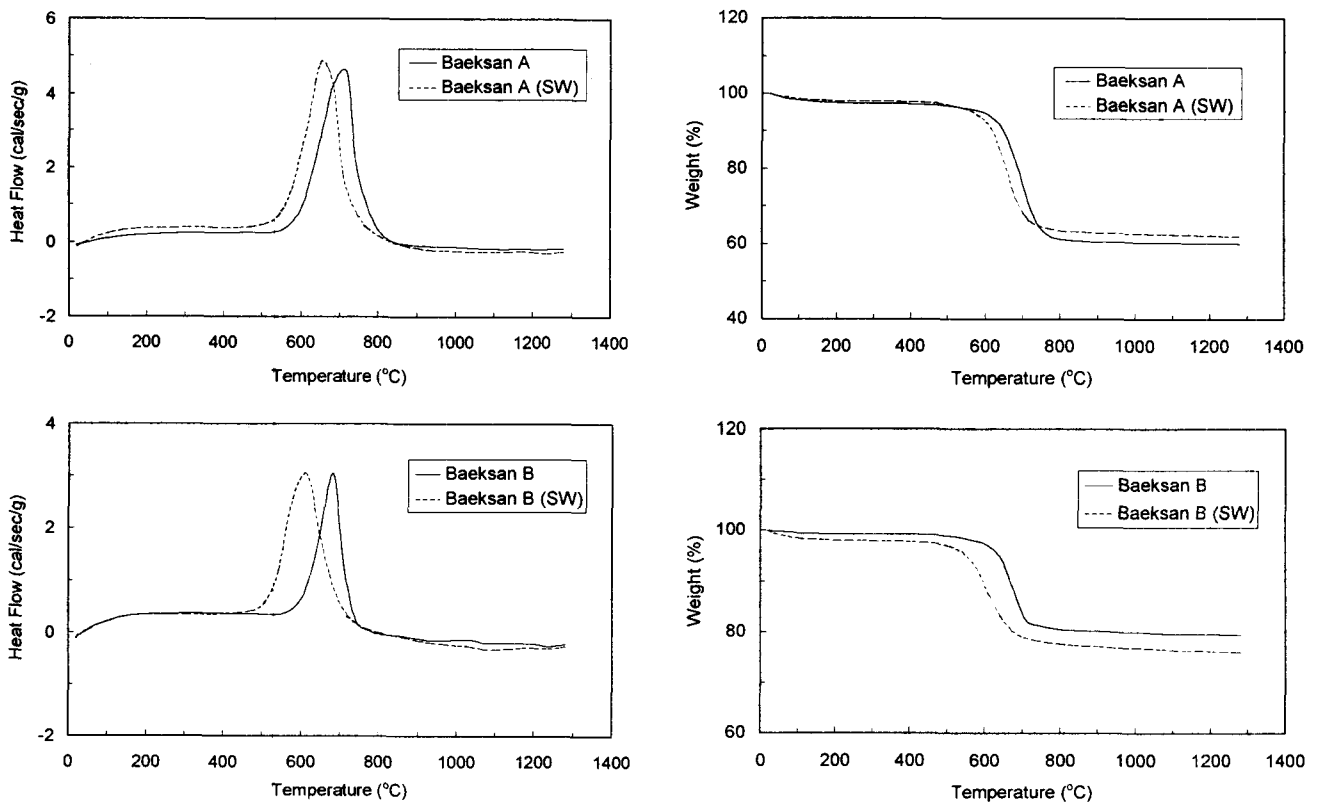 6
4
2
0
-2
Heat Flow (cal/sec/g)
Baeksan A
Baeksan A (SW)
0 200 400 600 800 1000 1200 1400
Temperature (°C)
120
100
80
60
40
Weight (%)
Baeksan A
Baeksan A (SW)
0 200 400 600 800 1000 1200 1400
Temperature (°C)
4
2
0
-2
Heat Flow (cal/sec/g)
Baeksan B
Baeksan B (SW)
0 200 400 600 800 1000 1200 1400
Temperature (°C)
120
100
80
60
Weight (%)
Baeksan B
Baeksan B (SW)
0 200 400 600 800 1000 1200 1400
Temperature (°C)